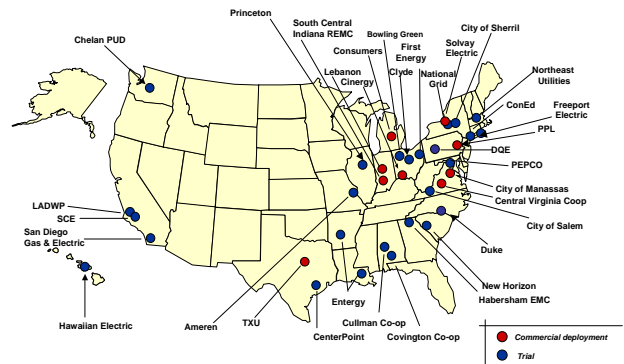 Princeton
South Central
Indiana REMC
Bowling Green
City of Sherril
Chelan PUD
Consumers
First
Energy
Solvay
Electric
Lebanon
Cinergy
Clyde
National
Grid
Northeast
Utilities
ConEd
Freeport
Electric
PPL
DQE
PEPCO
City of Manassas
Central Virginia Coop
City of Salem
LADWP
SCE
San Diego
Gas & Electric
Duke
New Horizon
Habersham EMC
Hawaiian Electric
Ameren
TXU
Entergy
CenterPoint
Cullman Co-op
Covington Co-op
Commercial deployment
Trial